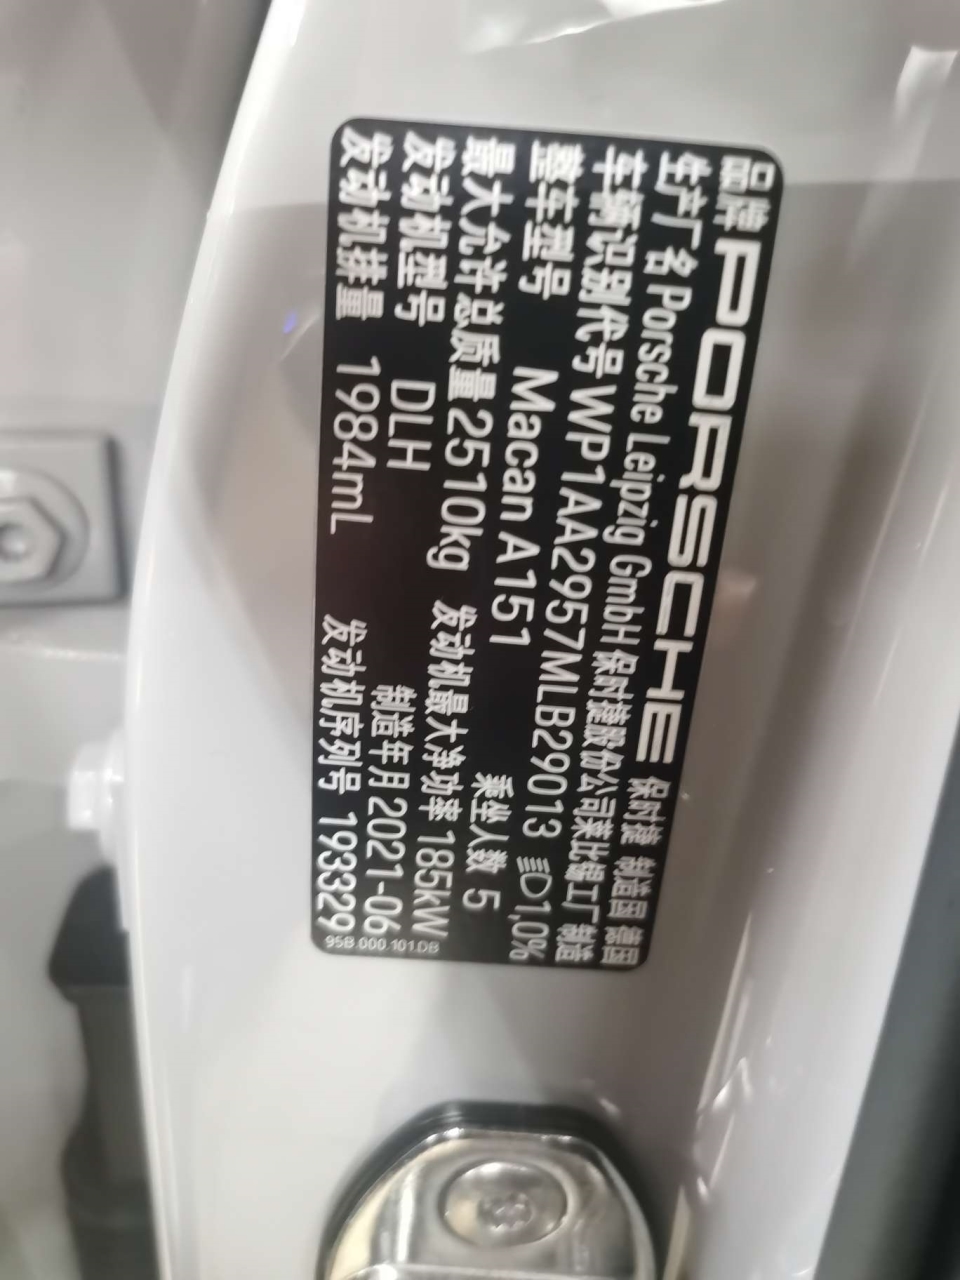 品牌 PORSCHE 保时捷 制造国 德国
生产厂名 Porsche Leipzig GmbH 保时捷股份公司莱比锡工厂 制造
车辆识别代号 WP1AA2957MLB29013 1,0%
整车型号 Macan A151 乘坐人数 5
最大允许总质量 2510kg 发动机最大净功率 185kW
发动机型号 DLH 制造年月 2021-06
发动机排量 1984mL 发动机序列号 193329
95B.000.101.DB